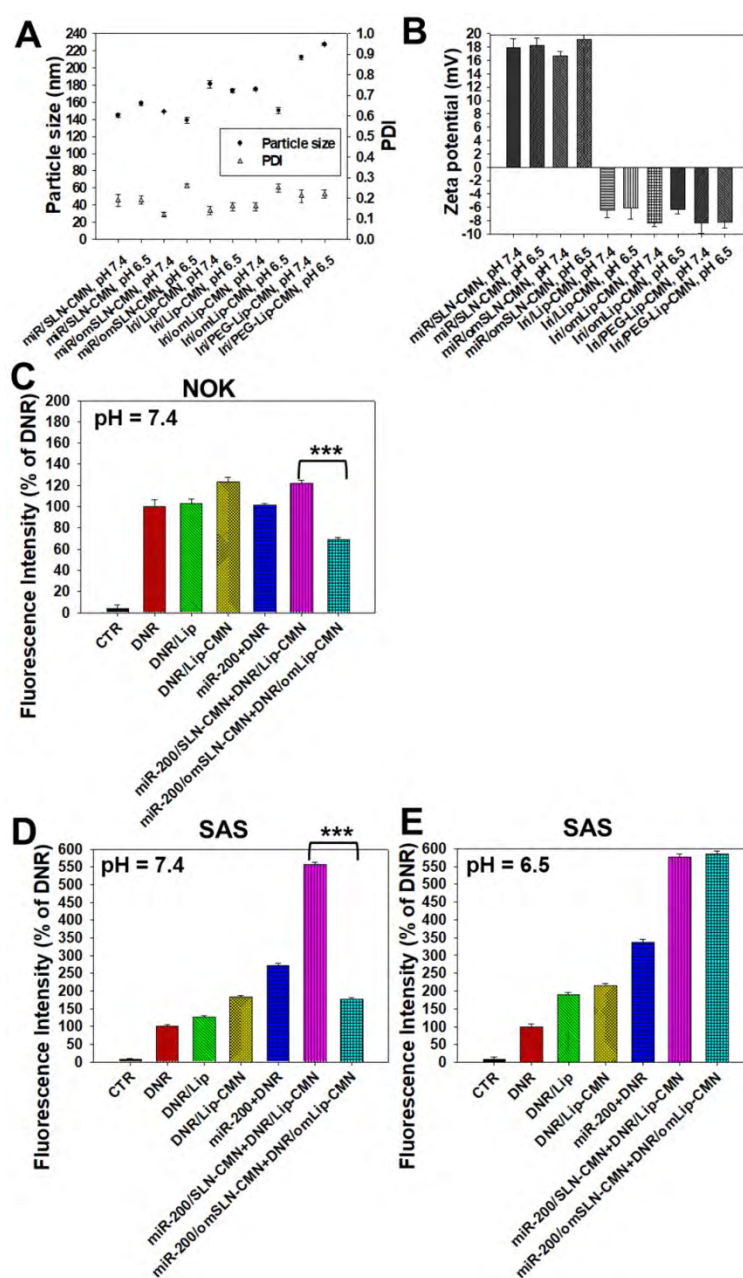 A
Particle size (nm)
240
220
200
180
160
140
120
100
80
60
40
20
0
1.0
0.9
0.8
0.7
0.6
0.5
0.4
0.3
0.2
0.1
0.0
PDI
Particle size
PDI
miR/SLN-CMN, pH 7.4
miR/SLN-CMN, pH 6.5
miR/omSLN-CMN, pH 7.4
miR/omSLN-CMN, pH 6.5
Iri/Lip-CMN, pH 7.4
Iri/Lip-CMN, pH 6.5
Iri/omLip-CMN, pH 7.4
Iri/omLip-CMN, pH 6.5
Iri/PEG-Lip-CMN, pH 7.4
Iri/PEG-Lip-CMN, pH 6.5
B
Zeta potential (mV)
20
18
16
14
12
10
8
6
4
2
0
-2
-4
-6
-8
-10
miR/SLN-CMN, pH 7.4
miR/SLN-CMN, pH 6.5
miR/omSLN-CMN, pH 7.4
miR/omSLN-CMN, pH 6.5
Iri/Lip-CMN, pH 7.4
Iri/Lip-CMN, pH 6.5
Iri/omLip-CMN, pH 7.4
Iri/omLip-CMN, pH 6.5
Iri/PEG-Lip-CMN, pH 7.4
Iri/PEG-Lip-CMN, pH 6.5
C
NOK
pH = 7.4
***
Fluorescence Intensity (% of DNR)
200
180
160
140
120
100
80
60
40
20
0
CTR
DNR
DNR/Lip
DNR/Lip-CMN
miR-200+DNR
miR-200/SLN-CMN+DNR/Lip-CMN
miR-200/omSLN-CMN+DNR/omLip-CMN
D
SAS
pH = 7.4
***
Fluorescence Intensity (% of DNR)
600
550
500
450
400
350
300
250
200
150
100
50
0
CTR
DNR
DNR/Lip
DNR/Lip-CMN
miR-200+DNR
miR-200/SLN-CMN+DNR/Lip-CMN
miR-200/omSLN-CMN+DNR/omLip-CMN
E
SAS
pH = 6.5
Fluorescence Intensity (% of DNR)
600
550
500
450
400
350
300
250
200
150
100
50
0
CTR
DNR
DNR/Lip
DNR/Lip-CMN
miR-200+DNR
miR-200/SLN-CMN+DNR/Lip-CMN
miR-200/omSLN-CMN+DNR/omLip-CMN